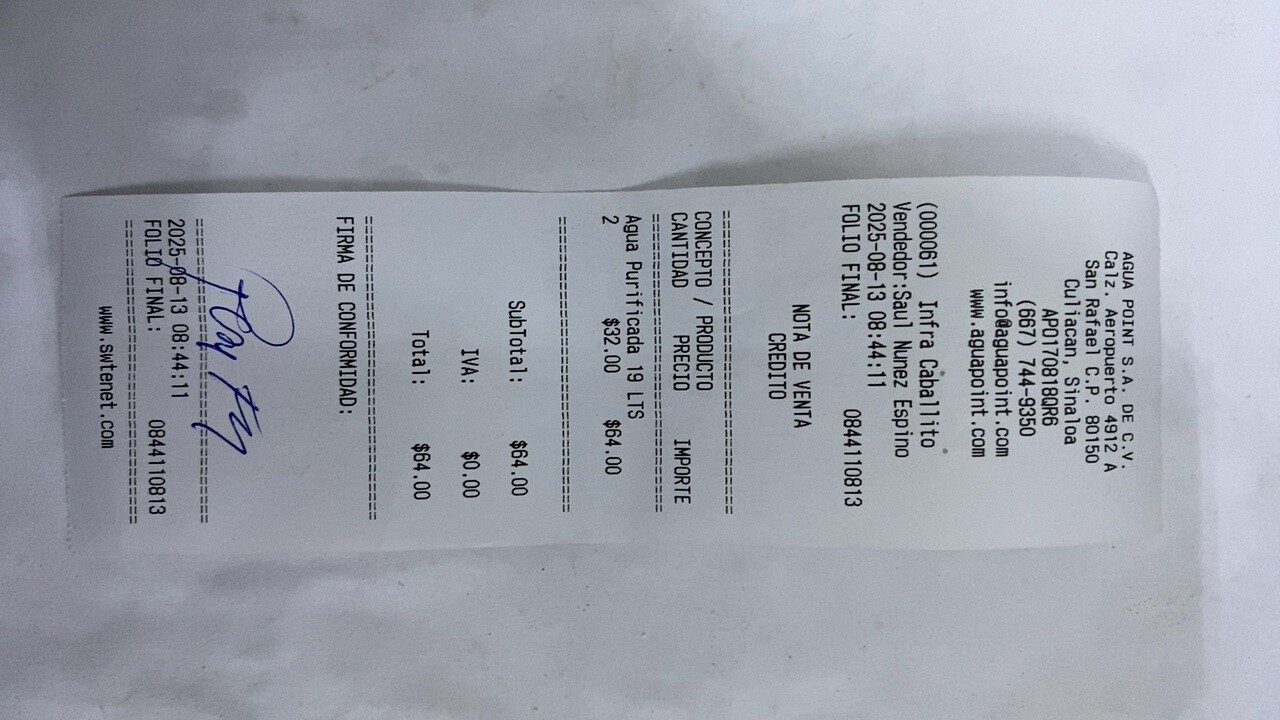 AGUA POINT S.A. DE C.V.
Calz. Aeropuerto 4912 A
San Rafael C.P. 80150
Culiacan, Sinaloa
APO170818QR6
(667) 744-9350
info@aguapoint.com
www.aguapoint.com
(000061) Infra Caballito
Vendedor:Saul Nunez Espino
2025-08-13 08:44:11
FOLIO FINAL: 0844110813
NOTA DE VENTA
CREDITO
==============================
CONCEPTO / PRODUCTO
CANTIDAD PRECIO IMPORTE
==============================
Agua Purificada 19 LTS
2 $32.00 $64.00
==============================
SubTotal: $64.00
IVA: $0.00
Total: $64.00
==============================
FIRMA DE CONFORMIDAD:
==============================
2025-08-13 08:44:11
FOLIO FINAL: 0844110813
==============================
www.swtenet.com